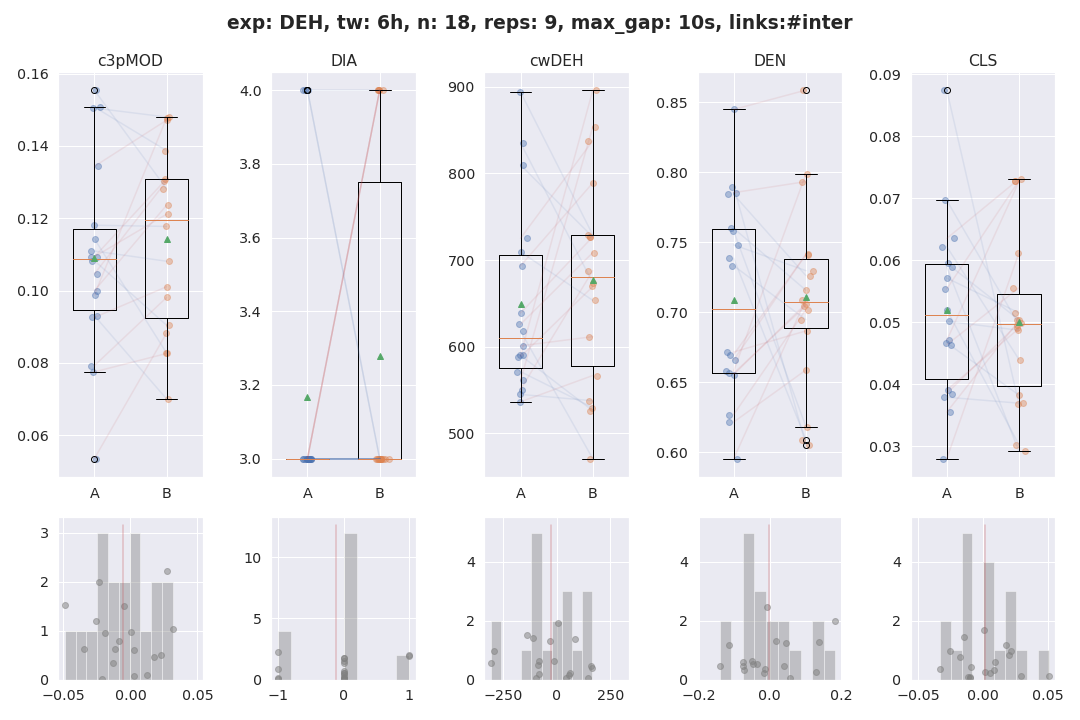 exp: DEH, tw: 6h, n: 18, reps: 9, max_gap: 10s, links:#inter
c3pMOD DIA cwDEH DEN CLS
0.16 4.0 900 0.85 0.09
0.14 3.8 800 0.80 0.08
0.12 3.6 700 0.75 0.07
0.10 3.4 600 0.70 0.06
0.08 3.2 500 0.65 0.05
0.06 3.0 0.60 0.04
0.03
A B A B A B A B A B
3 10 4 4 4
2 5 2 2 2
1
0 0 0 0 0
−0.05 0.00 0.05 −1 0 1 −250 0 250 −0.2 0.0 0.2 −0.05 0.00 0.05